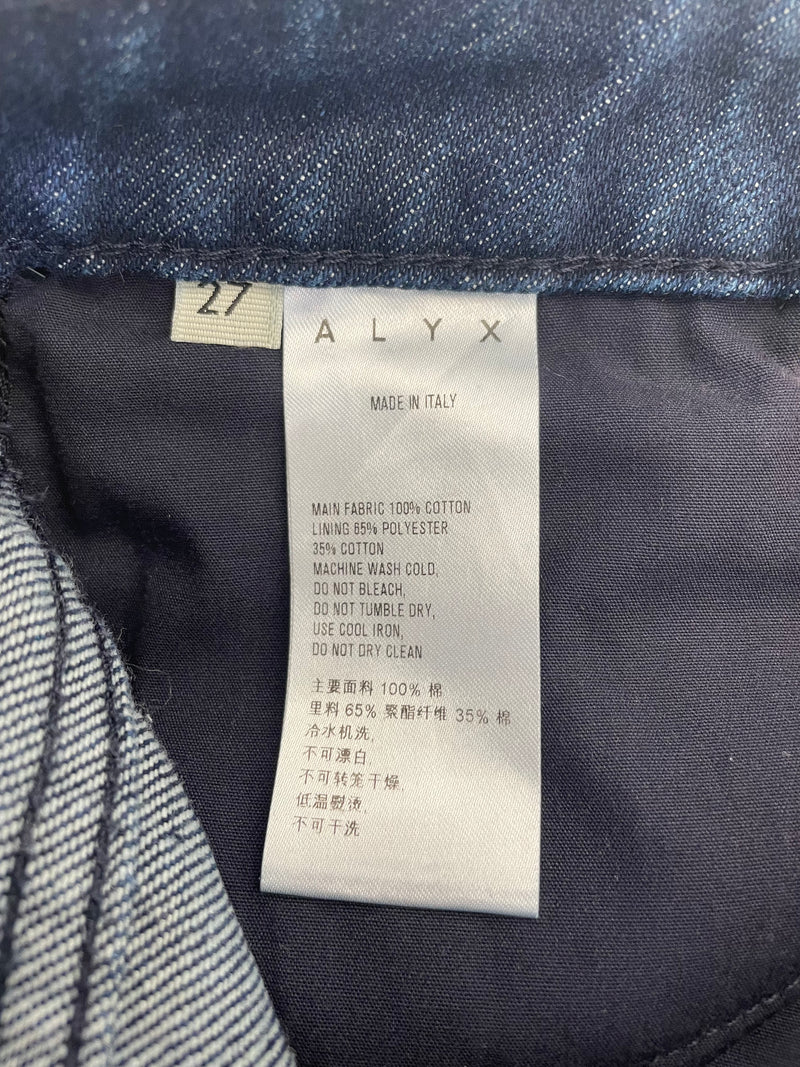 27
ALYX
MADE IN ITALY
MAIN FABRIC 100% COTTON
LINING 65% POLYESTER
35% COTTON
MACHINE WASH COLD,
DO NOT BLEACH,
DO NOT TUMBLE DRY,
USE COOL IRON,
DO NOT DRY CLEAN
主要面料 100% 棉
里料 65% 聚酯纤维 35% 棉
冷水机洗,
不可漂白,
不可转笼干燥,
低温熨烫,
不可干洗